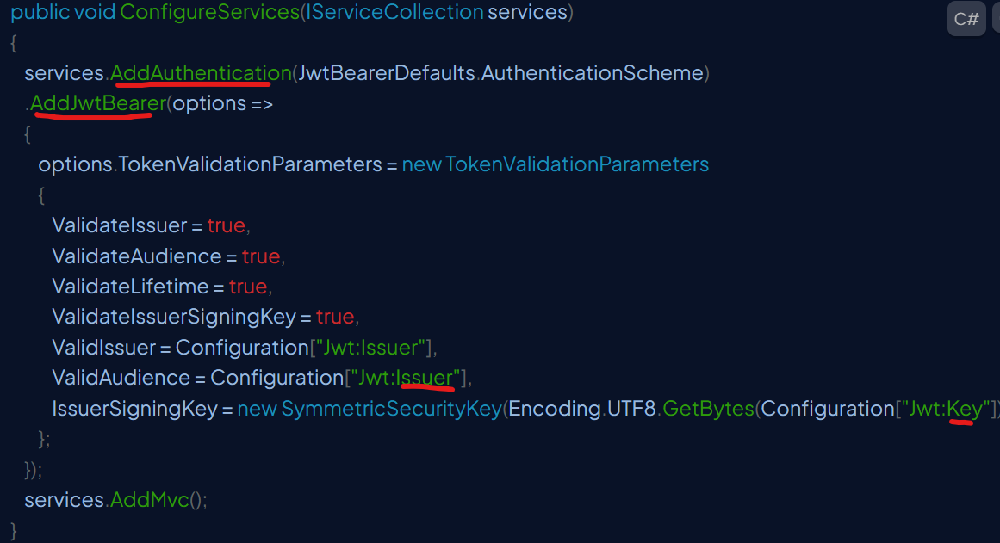 public void ConfigureServices(IServiceCollection services)
C#
{
services.AddAuthentication(JwtBearerDefaults.AuthenticationScheme)
.AddJwtBearer(options =>
{
options.TokenValidationParameters = new TokenValidationParameters
{
ValidateIssuer = true,
ValidateAudience = true,
ValidateLifetime = true,
ValidateIssuerSigningKey = true,
ValidIssuer = Configuration["Jwt:Issuer"],
ValidAudience = Configuration["Jwt:Issuer"],
IssuerSigningKey = new SymmetricSecurityKey(Encoding.UTF8.GetBytes(Configuration["Jwt:Key"])
};
});
services.AddMvc();
}